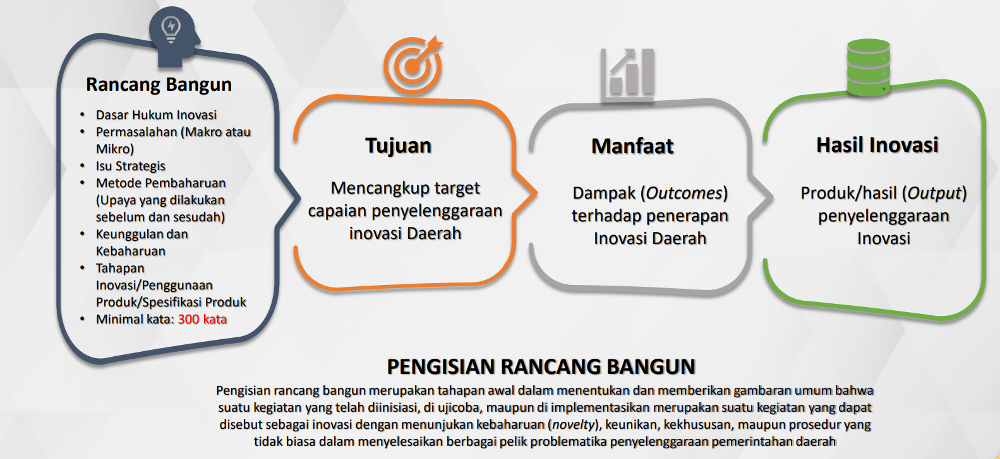 Rancang Bangun
• Dasar Hukum Inovasi
• Permasalahan (Makro atau
Mikro)
• Isu Strategis
• Metode Pembaharuan
(Upaya yang dilakukan
sebelum dan sesudah)
• Keunggulan dan
Kebaharuan
• Tahapan
Inovasi/Penggunaan
Produk/Spesifikasi Produk
• Minimal kata: 300 kata
Tujuan
Mencangkup target
capaian penyelenggaraan
inovasi Daerah
Manfaat
Dampak (Outcomes)
terhadap penerapan
Inovasi Daerah
Hasil Inovasi
Produk/hasil (Output)
penyelenggaraan
Inovasi
PENGISIAN RANCANG BANGUN
Pengisian rancang bangun merupakan tahapan awal dalam menentukan dan memberikan gambaran umum bahwa
suatu kegiatan yang telah diinisiasi, di ujicoba, maupun di implementasikan merupakan suatu kegiatan yang dapat
disebut sebagai inovasi dengan menunjukan kebaharuan (novelty), keunikan, kekhususan, maupun prosedur yang
tidak biasa dalam menyelesaikan berbagai pelik problematika penyelenggaraan pemerintahan daerah